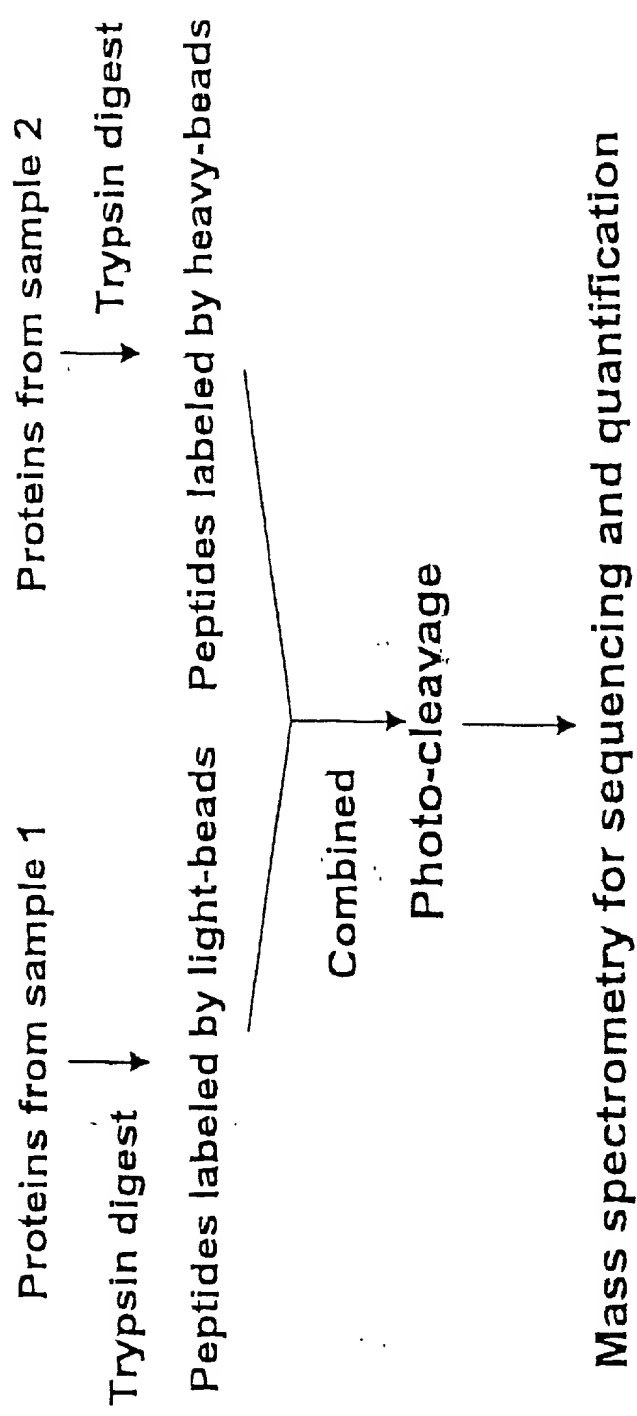 Proteins from sample 1
Proteins from sample 2
Trypsin digest
Trypsin digest
Peptides labeled by light-beads
Peptides labeled by heavy-beads
Combined
Photo-cleavage
Mass spectrometry for sequencing and quantification